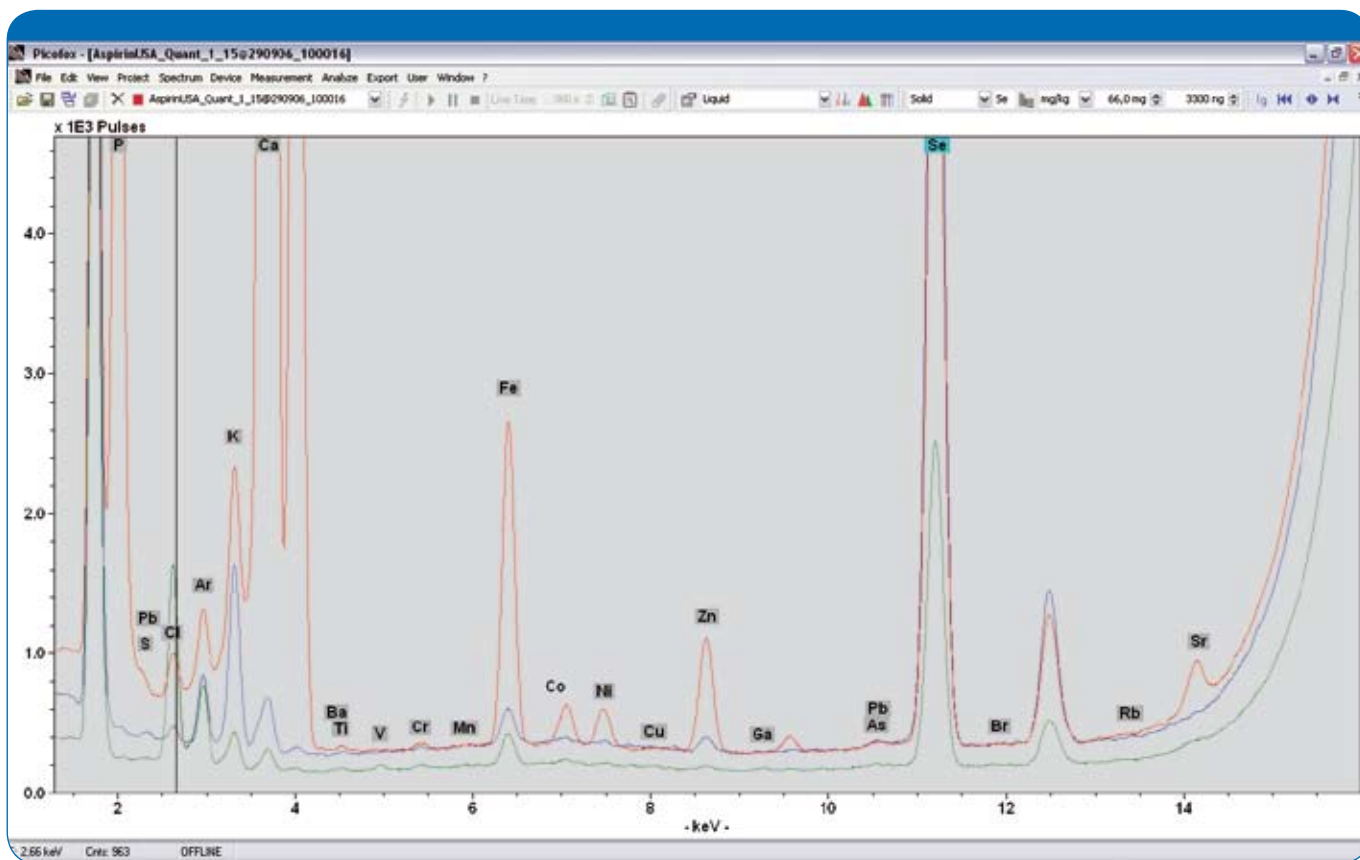 Picofox - [AspirinUSA_Quant_1_15@290906_100016]
File Edit View Project Spectrum Device Measurement Analyze Export User Window ?
AspirinUSA_Quant_1_15@290906_100016 Live Time Liquid Solid Se mg/kg 66,0 mg 3300 ng lg
x 1E3 Pulses
P Ca Se
4.0
3.0
Fe
K
2.0
Ar
Pb Zn
S Cl Sr
1.0
Co Ni
Ba Pb Rb
Ti V Cr Mn Cu Ga As Br
0.0
2 4 6 8 10 12 14
- keV -
2.66 keV Cnts: 963 OFFLINE